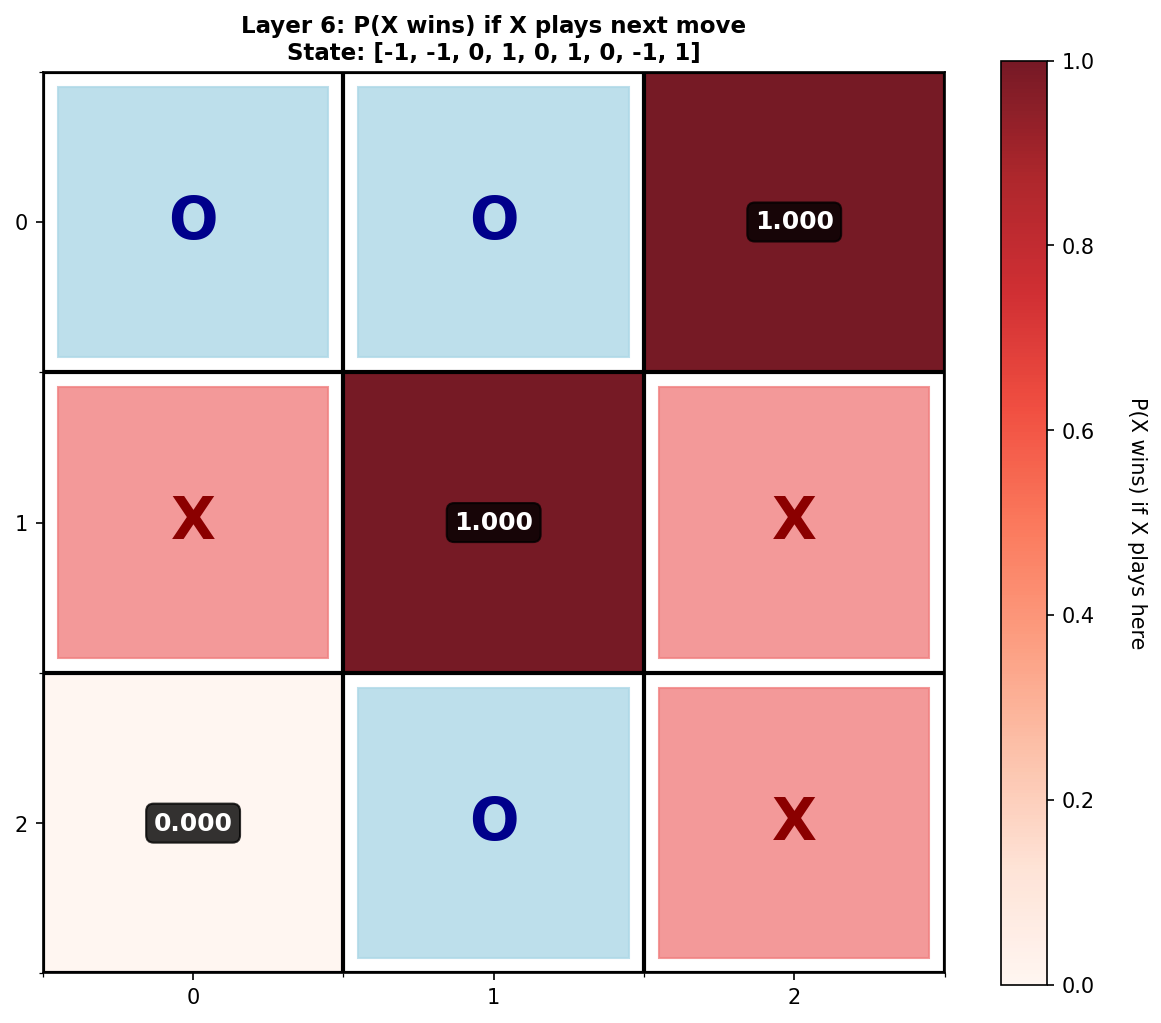 Layer 6: P(X wins) if X plays next move
State: [-1, -1, 0, 1, 0, 1, 0, -1, 1]
O O 1.000
X 1.000 X
0.000 O X
0
1
2
0 1 2
1.0
0.8
0.6
0.4
0.2
0.0
P(X wins) if X plays here